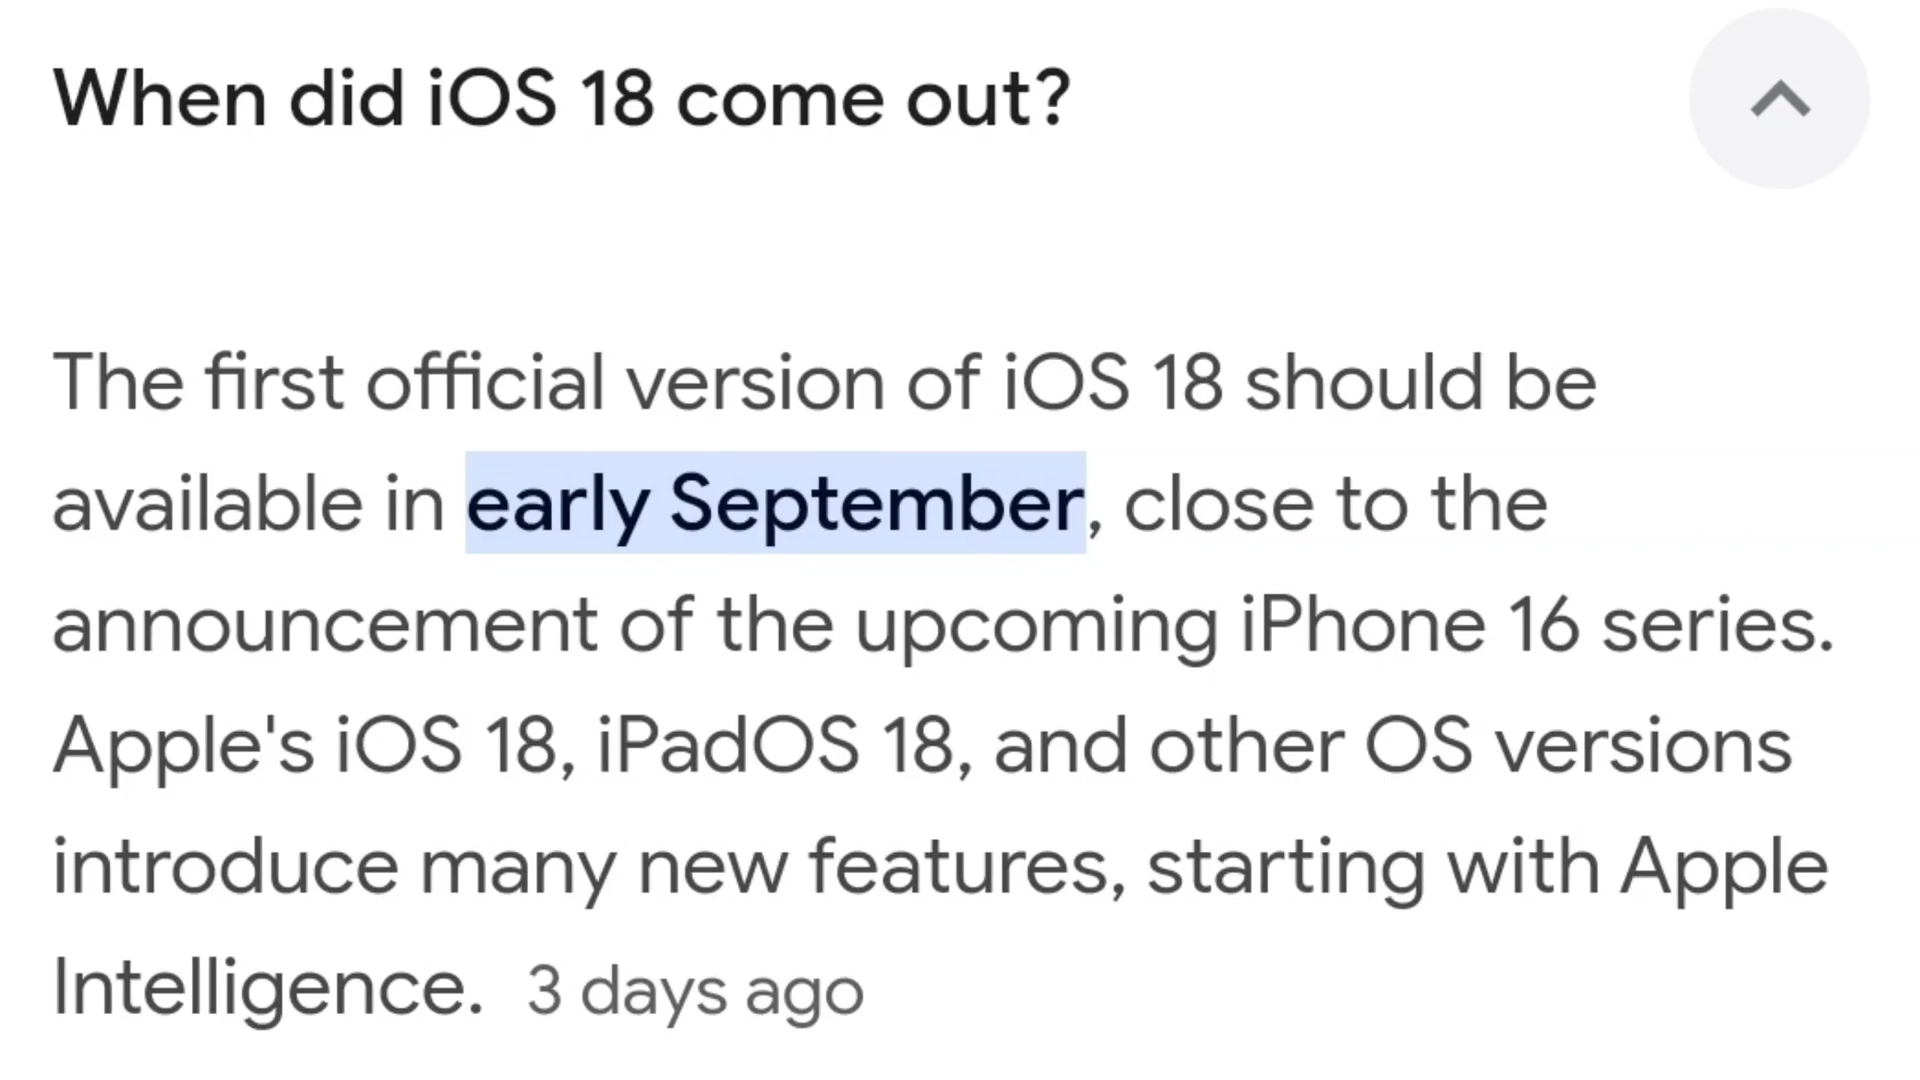 When did iOS 18 come out?
The first official version of iOS 18 should be
available in early September, close to the
announcement of the upcoming iPhone 16 series.
Apple's iOS 18, iPadOS 18, and other OS versions
introduce many new features, starting with Apple
Intelligence. 3 days ago